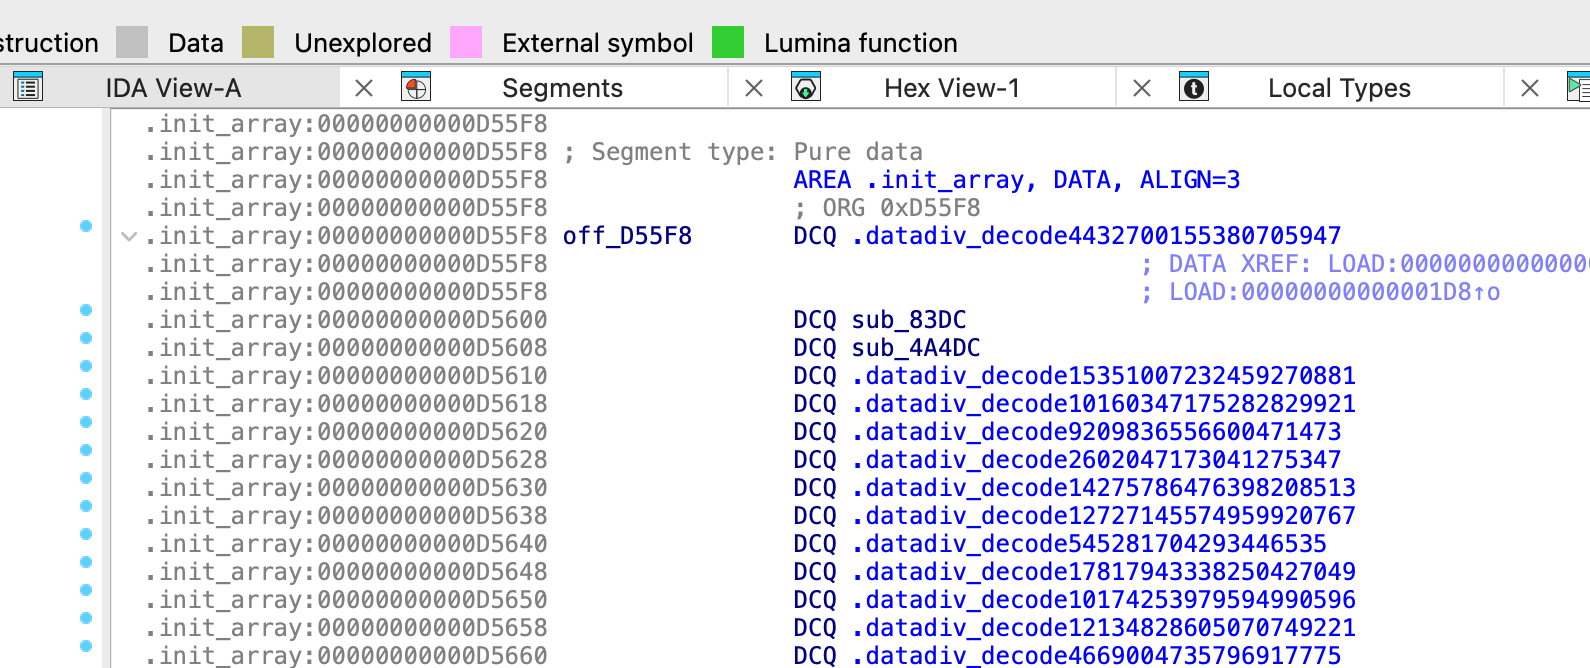 struction Data Unexplored External symbol Lumina function
IDA View-A Segments Hex View-1 Local Types
.init_array:00000000000D55F8
.init_array:00000000000D55F8 ; Segment type: Pure data
.init_array:00000000000D55F8 AREA .init_array, DATA, ALIGN=3
.init_array:00000000000D55F8 ; ORG 0xD55F8
.init_array:00000000000D55F8 off_D55F8 DCQ .datadiv_decode4432700155380705947
.init_array:00000000000D55F8 ; DATA XREF: LOAD:0000000000000
.init_array:00000000000D55F8 ; LOAD:00000000000001D8↑o
.init_array:00000000000D5600 DCQ sub_83DC
.init_array:00000000000D5608 DCQ sub_4A4DC
.init_array:00000000000D5610 DCQ .datadiv_decode15351007232459270881
.init_array:00000000000D5618 DCQ .datadiv_decode10160347175282829921
.init_array:00000000000D5620 DCQ .datadiv_decode9209836556600471473
.init_array:00000000000D5628 DCQ .datadiv_decode2602047173041275347
.init_array:00000000000D5630 DCQ .datadiv_decode14275786476398208513
.init_array:00000000000D5638 DCQ .datadiv_decode12727145574959920767
.init_array:00000000000D5640 DCQ .datadiv_decode545281704293446535
.init_array:00000000000D5648 DCQ .datadiv_decode17817943338250427049
.init_array:00000000000D5650 DCQ .datadiv_decode10174253979594990596
.init_array:00000000000D5658 DCQ .datadiv_decode12134828605070749221
.init_array:00000000000D5660 DCQ .datadiv_decode4669004735796917775